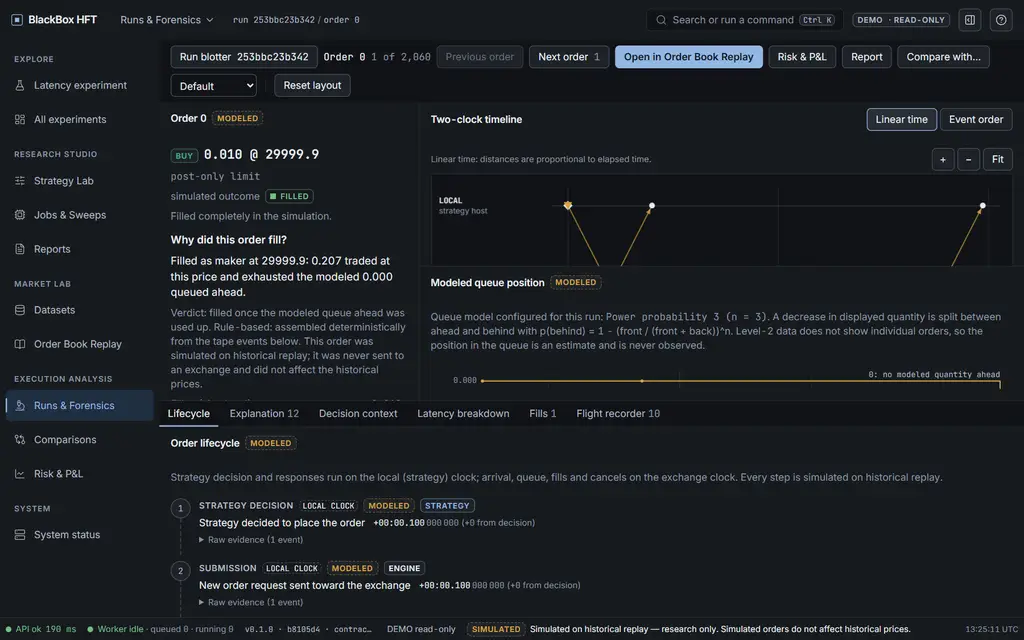 BlackBox HFT
Runs & Forensics
run 253bbc23b342 / order 0
Search or run a command Ctrl K
DEMO · READ-ONLY
EXPLORE
Latency experiment
All experiments
RESEARCH STUDIO
Strategy Lab
Jobs & Sweeps
Reports
MARKET LAB
Datasets
Order Book Replay
EXECUTION ANALYSIS
Runs & Forensics
Comparisons
Risk & P&L
SYSTEM
System status
Run blotter 253bbc23b342
Order 0 1 of 2,060
Previous order
Next order 1
Open in Order Book Replay
Risk & P&L
Report
Compare with...
Default
Reset layout
Order 0 MODELED
BUY 0.010 @ 29999.9
post-only limit
simulated outcome FILLED
Filled completely in the simulation.
Why did this order fill?
Filled as maker at 29999.9: 0.207 traded at
this price and exhausted the modeled 0.000
queued ahead.
Verdict: filled once the modeled queue ahead was
used up. Rule-based: assembled deterministically
from the tape events below. This order was
simulated on historical replay; it was never sent to
an exchange and did not affect the historical
prices.
Two-clock timeline
Linear time
Event order
Linear time: distances are proportional to elapsed time.
+
−
Fit
LOCAL
strategy host
Modeled queue position MODELED
Queue model configured for this run: Power probability 3 (n = 3). A decrease in displayed quantity is split between
ahead and behind with p(behind) = 1 - (front / (front + back))^n. Level-2 data does not show individual orders, so the
position in the queue is an estimate and is never observed.
0: no modeled quantity ahead
0.000
Lifecycle
Explanation 12
Decision context
Latency breakdown
Fills 1
Flight recorder 10
Order lifecycle MODELED
Strategy decision and responses run on the local (strategy) clock; arrival, queue, fills and cancels on the exchange clock. Every step is simulated on historical replay.
1 STRATEGY DECISION LOCAL CLOCK MODELED STRATEGY
Strategy decided to place the order +00:00.100 000 000 (+0 from decision)
Raw evidence (1 event)
2 SUBMISSION LOCAL CLOCK MODELED ENGINE
New order request sent toward the exchange +00:00.100 000 000 (+0 from decision)
Raw evidence (1 event)
API ok 190 ms
Worker idle · queued 0 · running 0
v0.1.0 · b8105d4 · contrac…
DEMO read-only
SIMULATED
Simulated on historical replay — research only. Simulated orders do not affect historical prices.
13:25:11 UTC